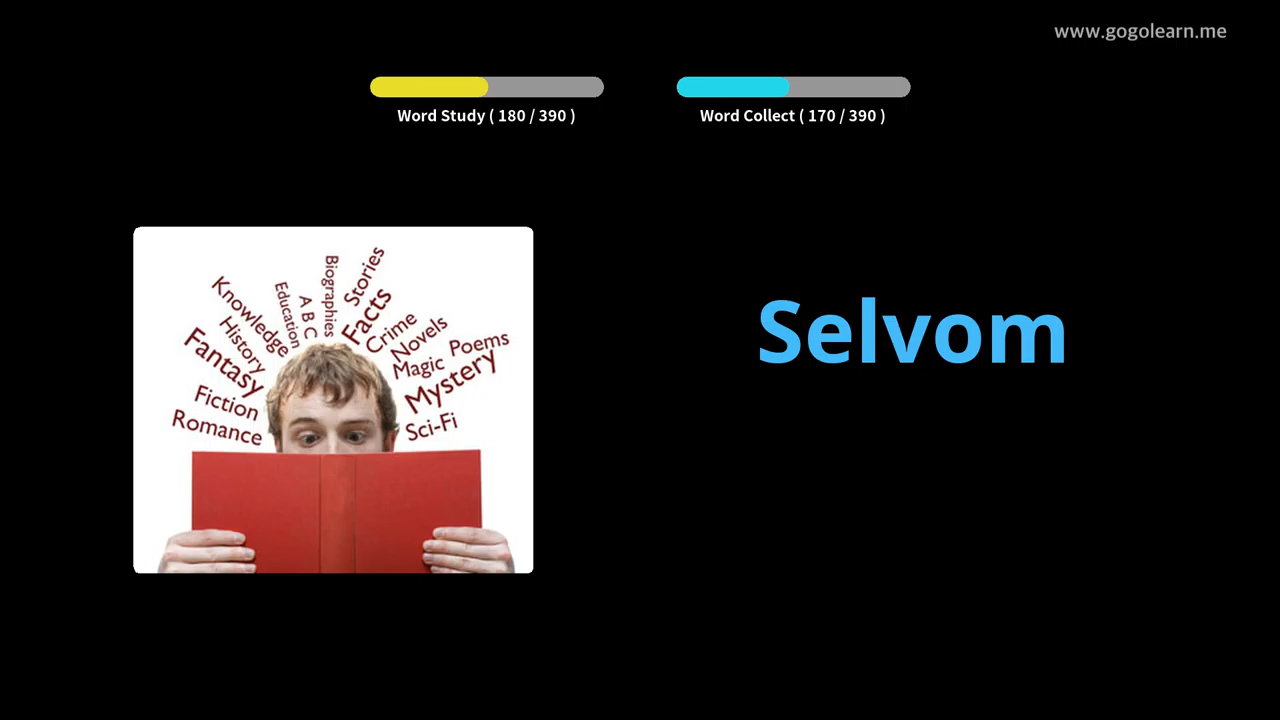 www.gogolearn.me
Word Study ( 180 / 390 )
Word Collect ( 170 / 390 )
Selvom
Knowledge
History
Fantasy
Fiction
Romance
Education
A B C
Biographies
Stories
Facts
Crime
Novels
Magic
Poems
Mystery
Sci-Fi